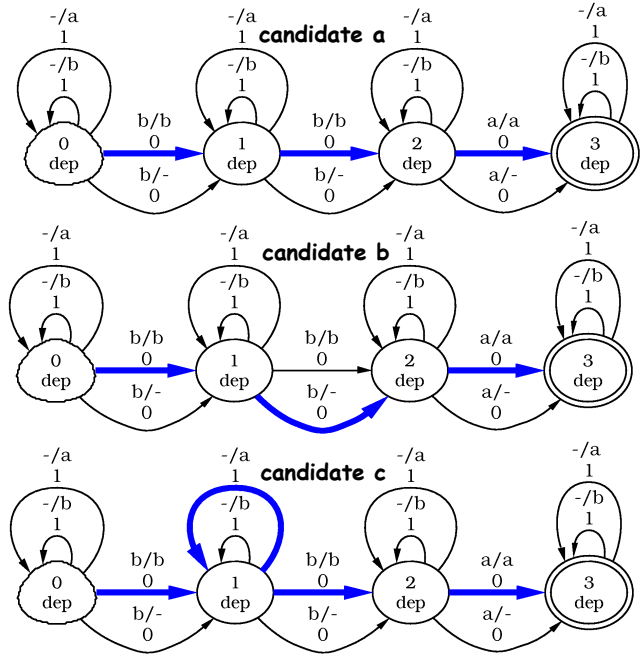 -/a -/a -/a -/a
candidate a
1 1 1 1
-/b -/b -/b -/b
1 1 1 1
b/b b/b a/a
0 0 0
0 1 2 3
dep dep dep dep
b/- b/- a/-
0 0 0
-/a -/a -/a -/a
candidate b
1 1 1 1
-/b -/b -/b -/b
1 1 1 1
b/b b/b a/a
0 0 0
0 1 2 3
dep dep dep dep
b/- b/- a/-
0 0 0
-/a -/a -/a -/a
candidate c
1 1 1 1
-/b -/b -/b -/b
1 1 1 1
b/b b/b a/a
0 0 0
0 1 2 3
dep dep dep dep
b/- b/- a/-
0 0 0